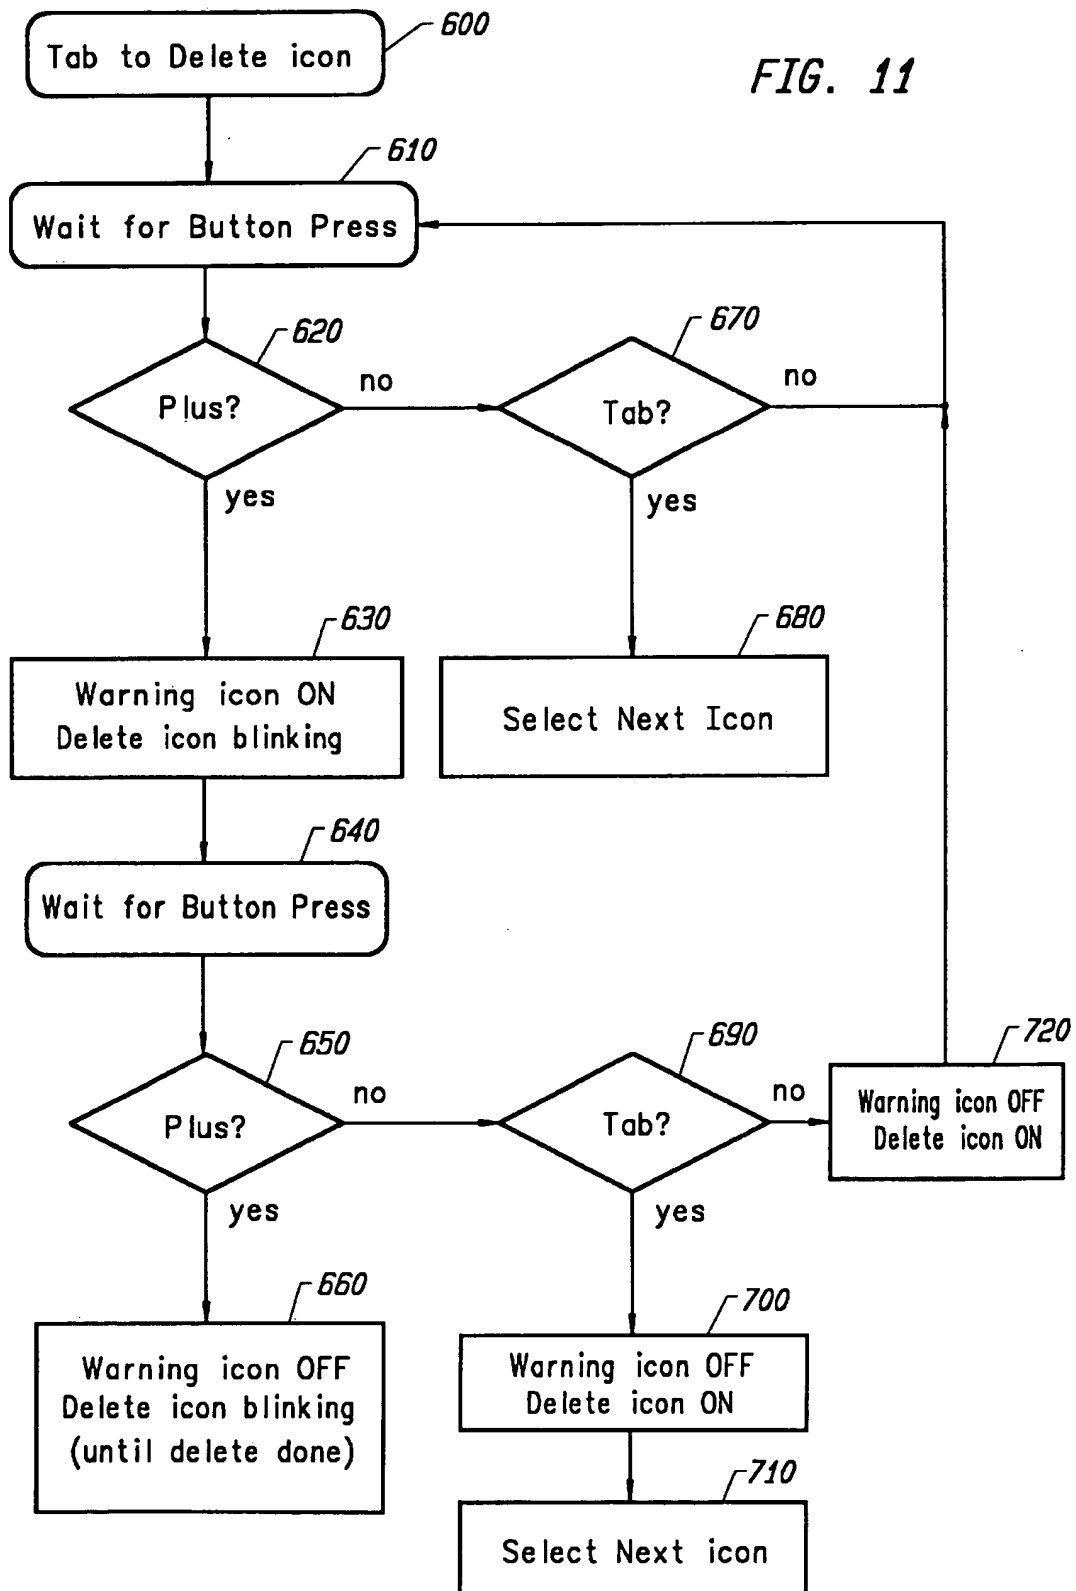 600
Tab to Delete icon
FIG. 11
610
Wait for Button Press
620
670
Plus?
no
Tab?
no
yes
yes
630
680
Warning icon ON
Delete icon blinking
Select Next Icon
640
Wait for Button Press
650
690
720
Plus?
no
Tab?
no
Warning icon OFF
Delete icon ON
yes
yes
660
700
Warning icon OFF
Delete icon blinking
(until delete done)
Warning icon OFF
Delete icon ON
710
Select Next icon